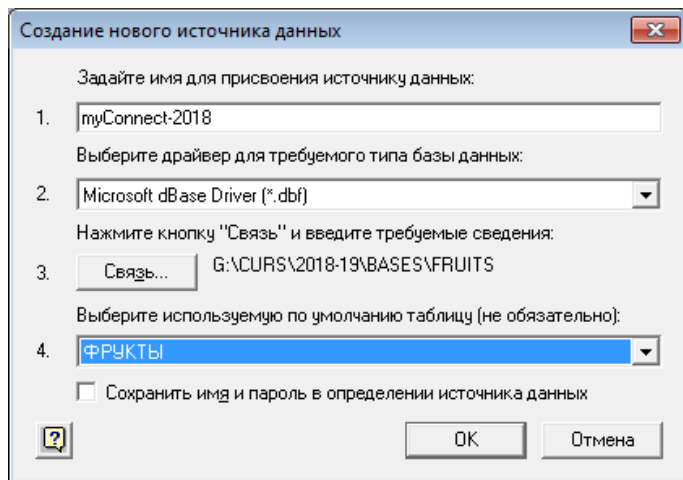 Создание нового источника данных
Задайте имя для присвоения источнику данных:
1. myConnect-2018
Выберите драйвер для требуемого типа базы данных:
2. Microsoft dBase Driver (*.dbf)
Нажмите кнопку "Связь" и введите требуемые сведения:
3. Связь... G:\CURS\2018-19\BASES\FRUITS
Выберите используемую по умолчанию таблицу (не обязательно):
4. ФРУКТЫ
Сохранить имя и пароль в определении источника данных
OK Отмена